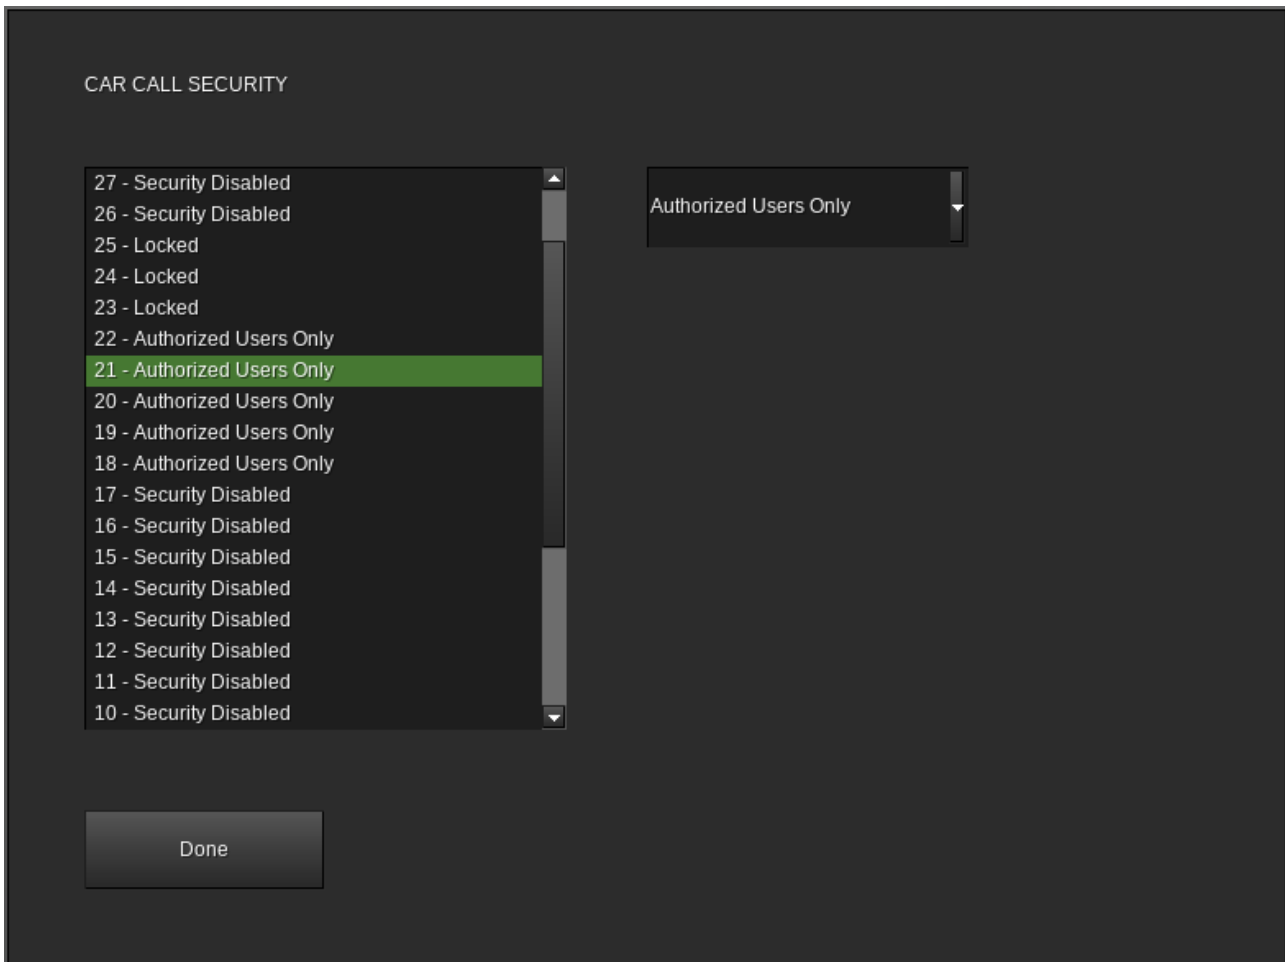 CAR CALL SECURITY
27 - Security Disabled
26 - Security Disabled
25 - Locked
24 - Locked
23 - Locked
22 - Authorized Users Only
21 - Authorized Users Only
20 - Authorized Users Only
19 - Authorized Users Only
18 - Authorized Users Only
17 - Security Disabled
16 - Security Disabled
15 - Security Disabled
14 - Security Disabled
13 - Security Disabled
12 - Security Disabled
11 - Security Disabled
10 - Security Disabled
Authorized Users Only
Done